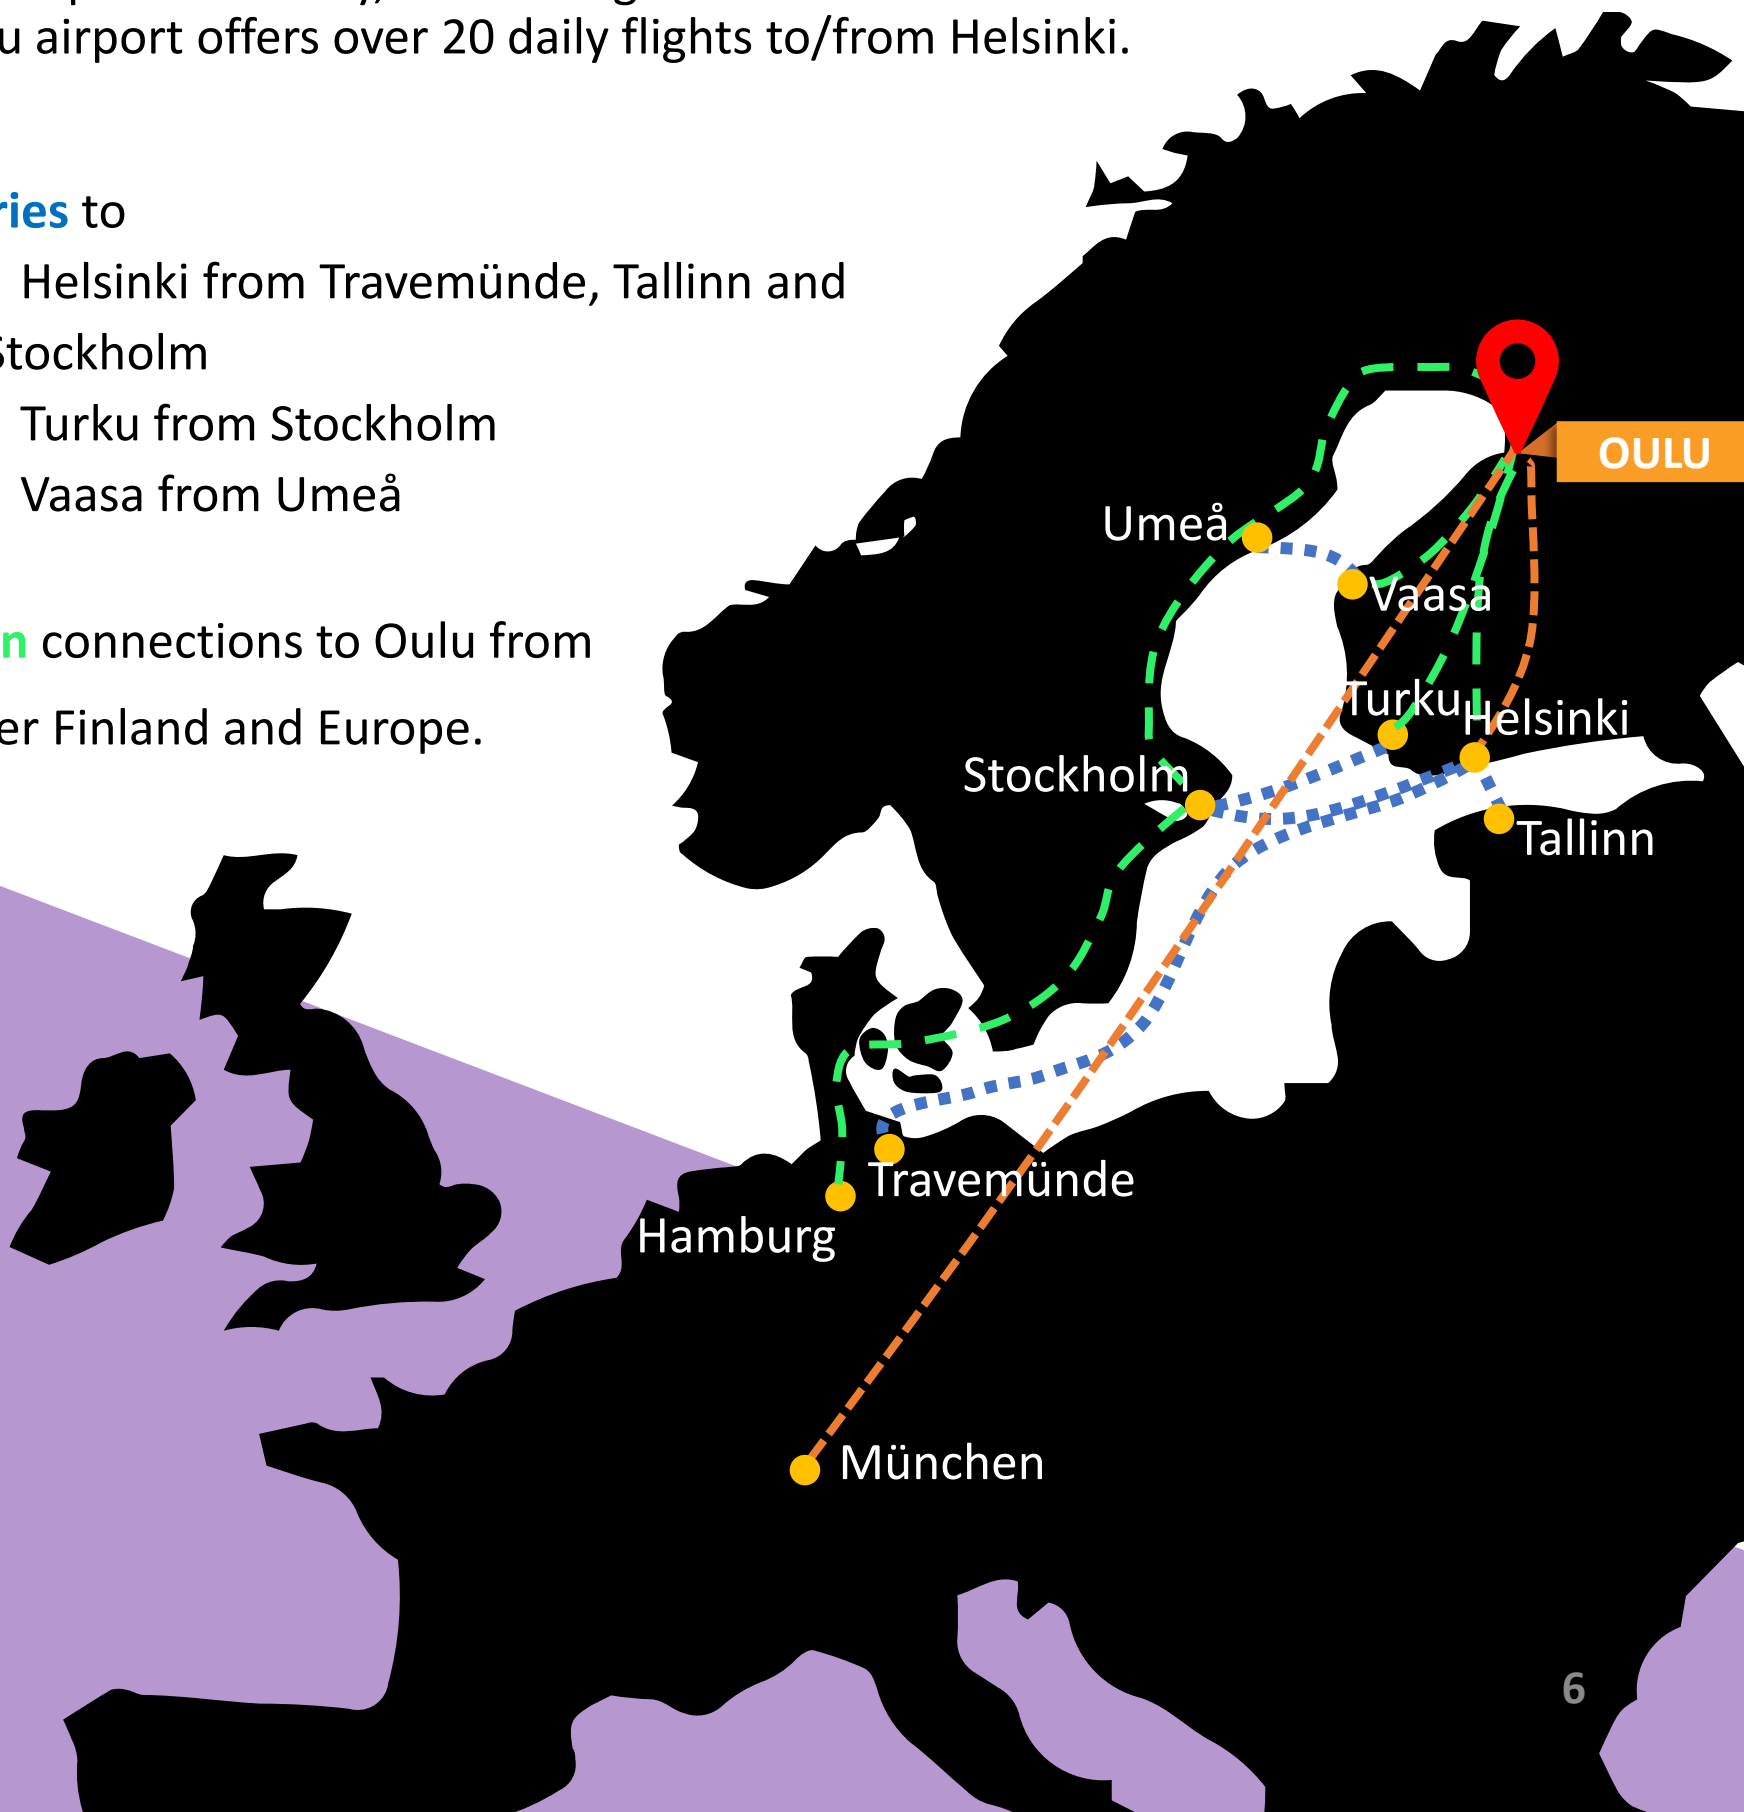 u airport offers over 20 daily flights to/from Helsinki.
ries to
Helsinki from Travemünde, Tallinn and
Stockholm
Turku from Stockholm
Vaasa from Umeå
n connections to Oulu from
er Finland and Europe.
OULU
Umeå
Vaasa
Turku
Helsinki
Stockholm
Tallinn
Travemünde
Hamburg
München
6